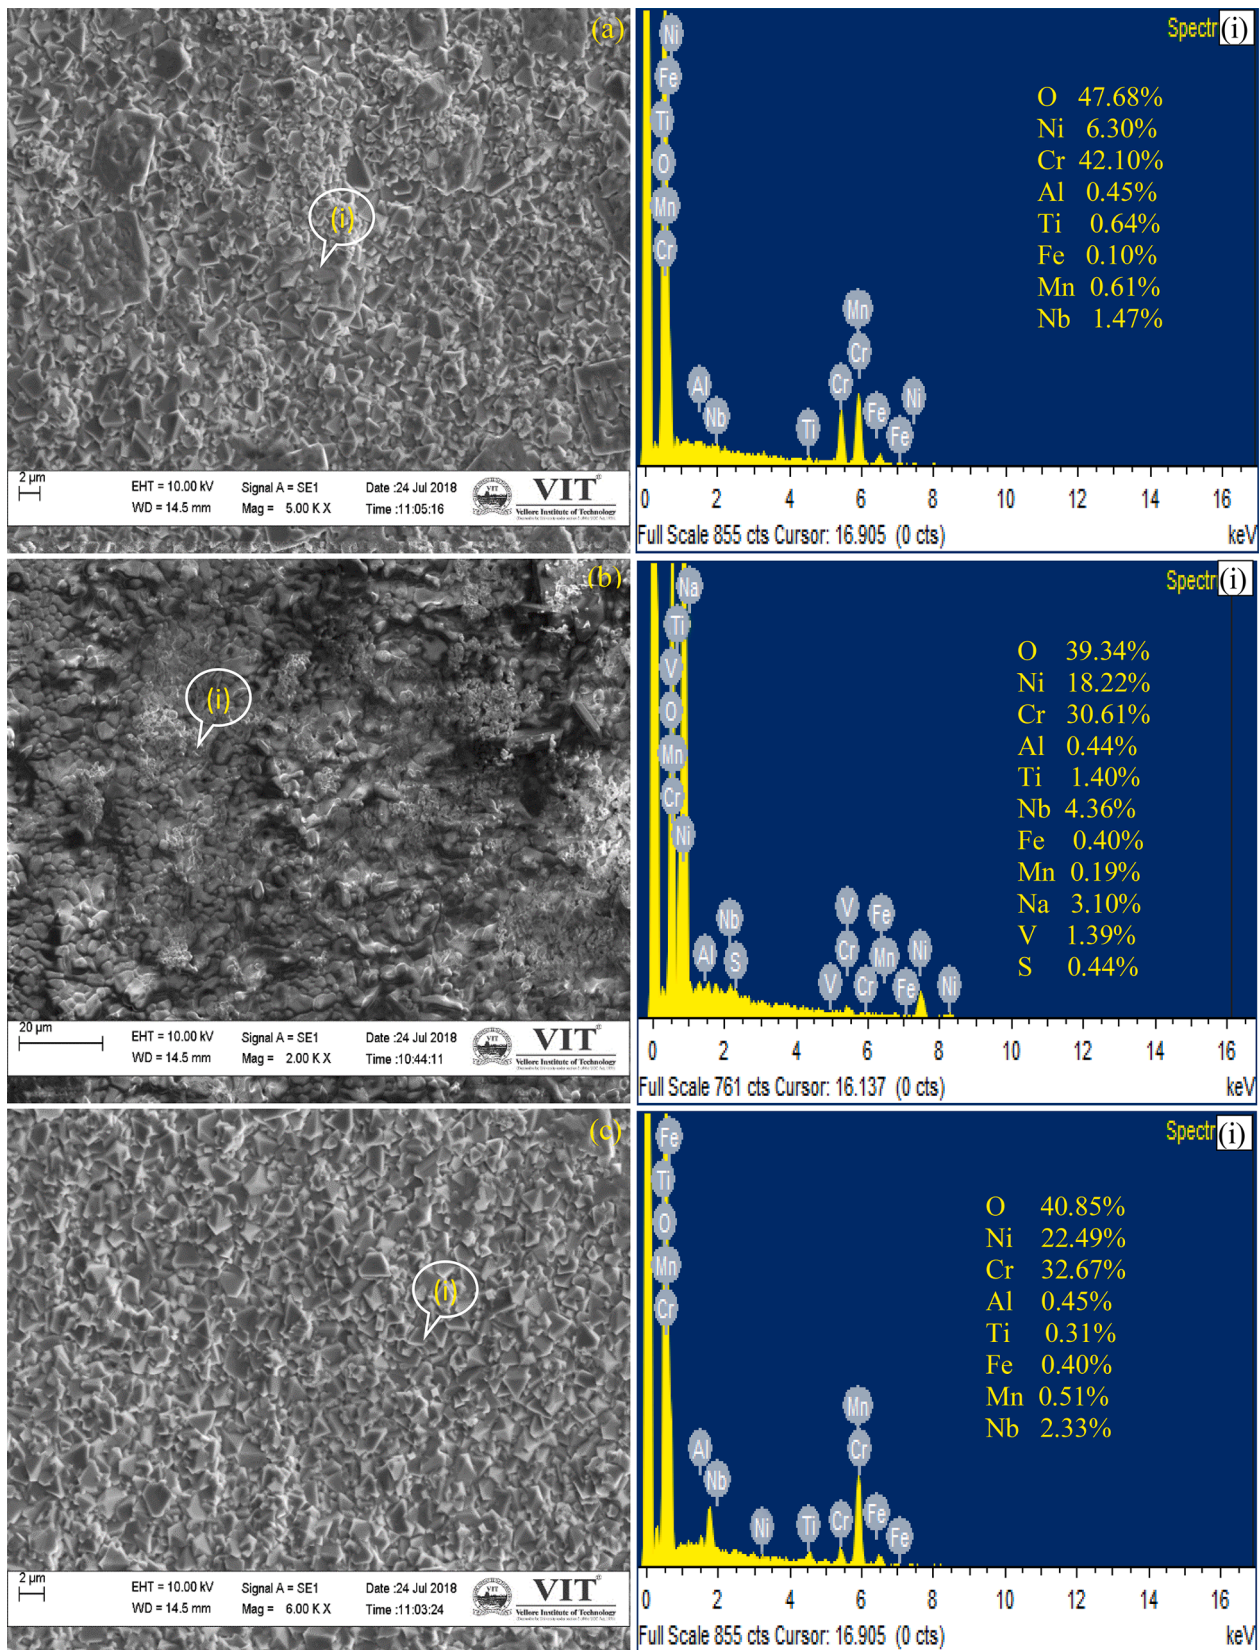 (a)
(i)
2 µm
EHT = 10.00 kV Signal A = SE1 Date :24 Jul 2018
WD = 14.5 mm Mag = 5.00 K X Time :11:05:16
VIT®
Vellore Institute of Technology
Spectr (i)
Ni
Fe
Ti
O
Mn
Cr
Al
Nb
Ti
Cr
Mn
Cr
Fe
Fe
Ni
O 47.68%
Ni 6.30%
Cr 42.10%
Al 0.45%
Ti 0.64%
Fe 0.10%
Mn 0.61%
Nb 1.47%
0 2 4 6 8 10 12 14 16
Full Scale 855 cts Cursor: 16.905 (0 cts) keV
(b)
(i)
20 µm
EHT = 10.00 kV Signal A = SE1 Date :24 Jul 2018
WD = 14.5 mm Mag = 2.00 K X Time :10:44:11
VIT®
Vellore Institute of Technology
Spectr (i)
Na
Ti
V
O
Mn
Cr
Ni
Al
Nb
S
V
V
Cr
Cr
Fe
Mn
Fe
Ni
Ni
O 39.34%
Ni 18.22%
Cr 30.61%
Al 0.44%
Ti 1.40%
Nb 4.36%
Fe 0.40%
Mn 0.19%
Na 3.10%
V 1.39%
S 0.44%
0 2 4 6 8 10 12 14 16
Full Scale 761 cts Cursor: 16.137 (0 cts) keV
(c)
(i)
2 µm
EHT = 10.00 kV Signal A = SE1 Date :24 Jul 2018
WD = 14.5 mm Mag = 6.00 K X Time :11:03:24
VIT®
Vellore Institute of Technology
Spectr (i)
Fe
Ti
O
Mn
Cr
Al
Nb
Ni
Ti
Cr
Mn
Cr
Fe
Fe
O 40.85%
Ni 22.49%
Cr 32.67%
Al 0.45%
Ti 0.31%
Fe 0.40%
Mn 0.51%
Nb 2.33%
0 2 4 6 8 10 12 14 16
Full Scale 855 cts Cursor: 16.905 (0 cts) keV